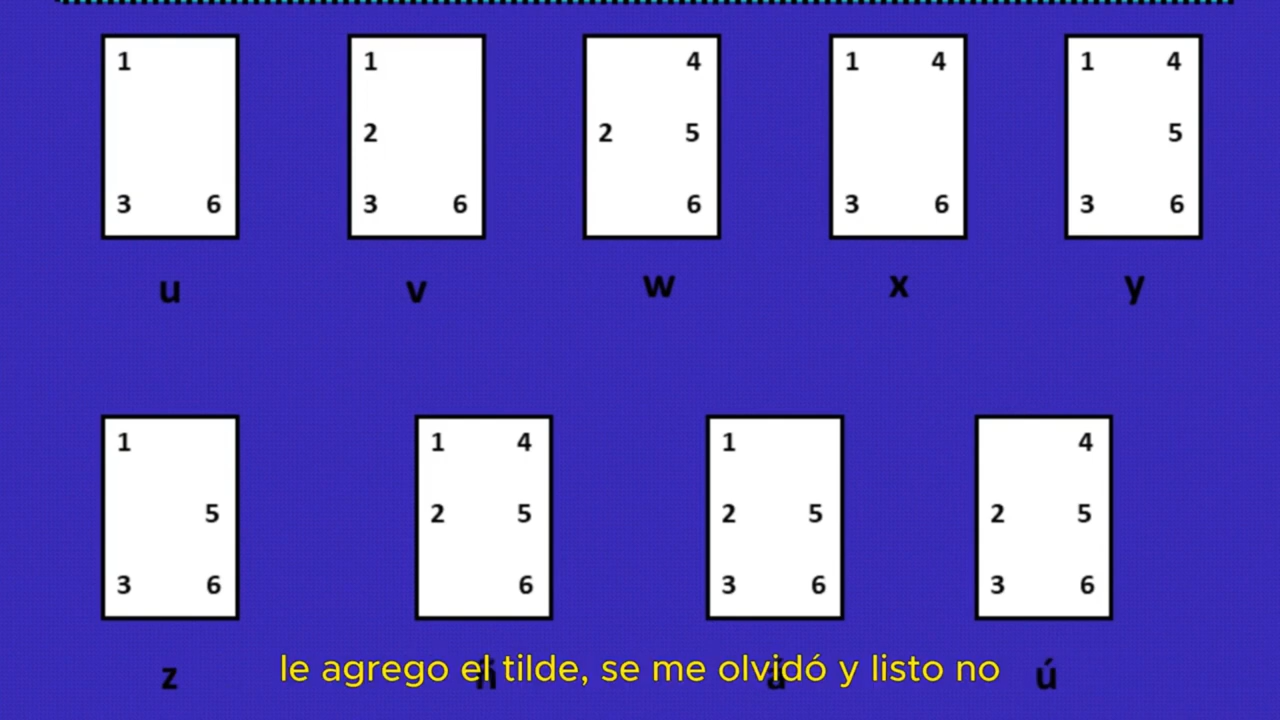 1 1 4 1 4 1 4
2 2 5 5
3 6 3 6 6 3 6 3 6
u v w x y
1 1 4 1 4
5 2 5 2 5 2 5
3 6 6 3 6 3 6
z ñ á ú
le agrego el tilde, se me olvidó y listo no